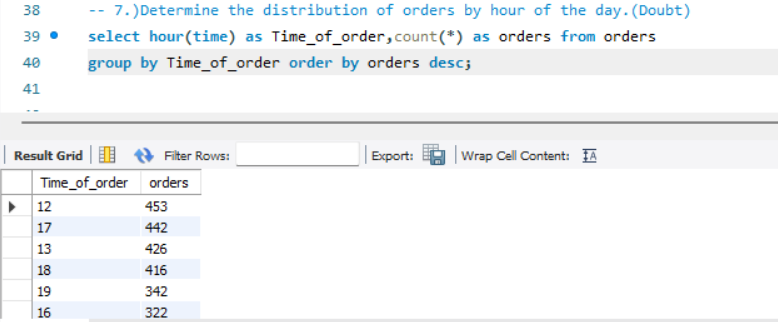 38 -- 7.)Determine the distribution of orders by hour of the day.(Doubt)
39 select hour(time) as Time_of_order,count(*) as orders from orders
40 group by Time_of_order order by orders desc;
41
Result Grid Filter Rows: Export: Wrap Cell Content: IA
Time_of_order orders
12 453
17 442
13 426
18 416
19 342
16 322